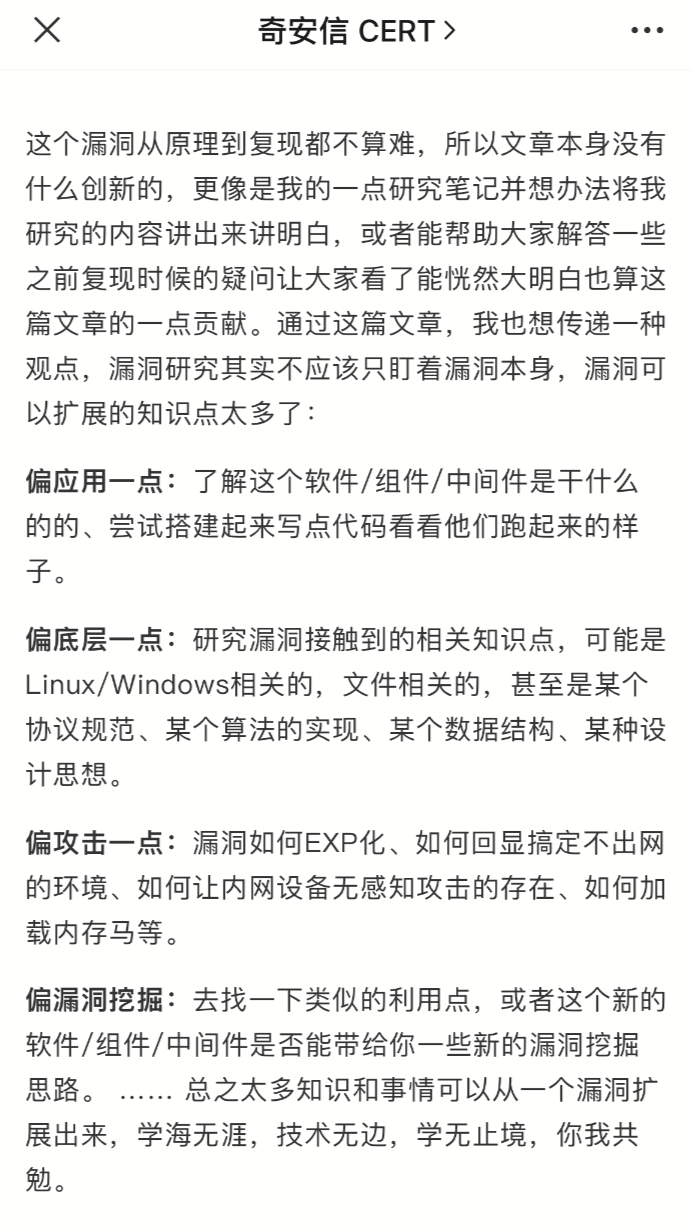 奇安信 CERT
这个漏洞从原理到复现都不算难，所以文章本身没有
什么创新的，更像是我的一点研究笔记并想办法将我
研究的内容讲出来讲明白，或者能帮助大家解答一些
之前复现时候的疑问让大家看了能恍然大明白也算这
篇文章的一点贡献。通过这篇文章，我也想传递一种
观点，漏洞研究其实不应该只盯着漏洞本身，漏洞可
以扩展的知识点太多了：
偏应用一点：了解这个软件/组件/中间件是干什么
的的、尝试搭建起来写点代码看看他们跑起来的样
子。
偏底层一点：研究漏洞接触到的相关知识点，可能是
Linux/Windows相关的，文件相关的，甚至是某个
协议规范、某个算法的实现、某个数据结构、某种设
计思想。
偏攻击一点：漏洞如何EXP化、如何回显搞定不出网
的环境、如何让内网设备无感知攻击的存在、如何加
载内存马等。
偏漏洞挖掘：去找一下类似的利用点，或者这个新的
软件/组件/中间件是否能带给你一些新的漏洞挖掘
思路。 …… 总之太多知识和事情可以从一个漏洞扩
展出来，学海无涯，技术无边，学无止境，你我共
勉。